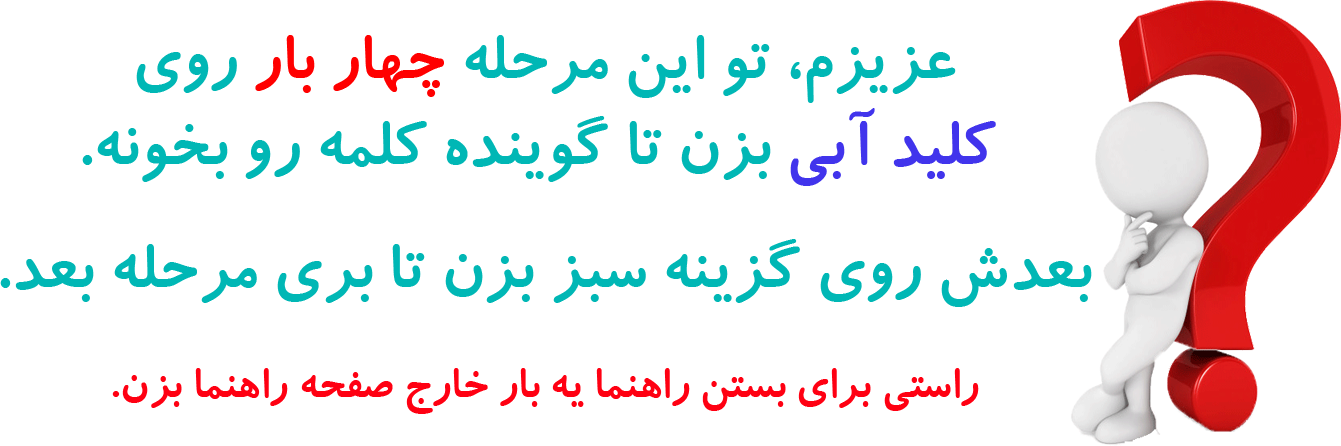 عزیزم، تو این مرحله چهار بار روی
کلید آبی بزن تا گوینده کلمه رو بخونه.
بعدش روی گزینه سبز بزن تا بری مرحله بعد.
راستی برای بستن راهنما یه بار خارج صفحه راهنما بزن.